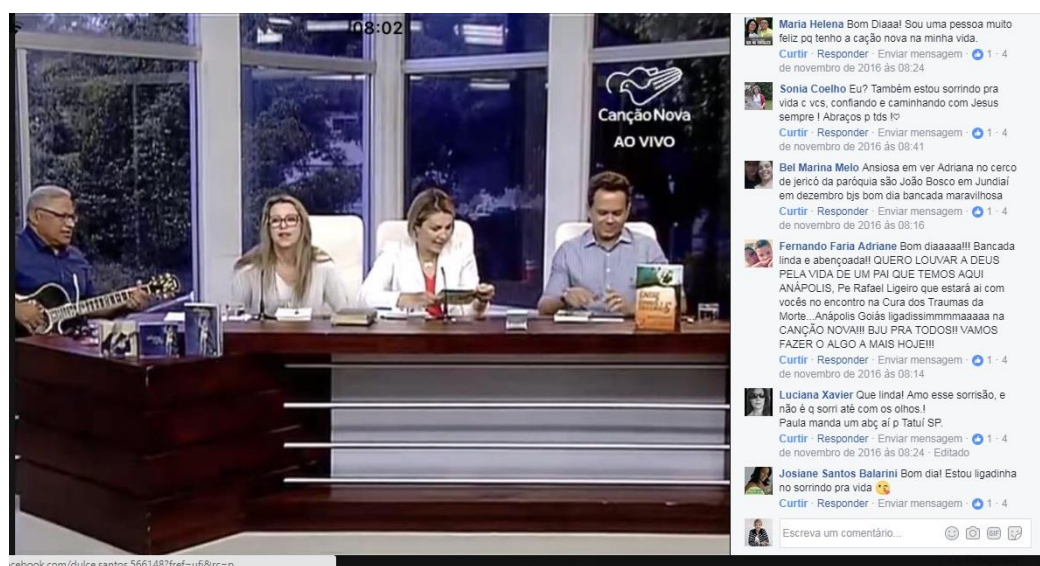 08:02
Canção Nova
AO VIVO
Maria Helena Bom Diaaa! Sou uma pessoa muito
feliz pq tenho a cação nova na minha vida.
Curtir · Responder · Enviar mensagem · 1 · 4
de novembro de 2016 às 08:24
Sonia Coelho Eu? Também estou sorrindo pra
vida c vcs, confiando e caminhando com Jesus
sempre ! Abraços p tds !♡
Curtir · Responder · Enviar mensagem · 1 · 4
de novembro de 2016 às 08:41
Bel Marina Melo Ansiosa em ver Adriana no cerco
de jericó da paróquia são João Bosco em Jundiaí
em dezembro bjs bom dia bancada maravilhosa
Curtir · Responder · Enviar mensagem · 1 · 4
de novembro de 2016 às 08:16
Fernando Faria Adriane Bom diaaaaa!!! Bancada
linda e abençoada!! QUERO LOUVAR A DEUS
PELA VIDA DE UM PAI QUE TEMOS AQUI
ANÁPOLIS, Pe Rafael Ligeiro que estará ai com
vocês no encontro na Cura dos Traumas da
Morte...Anápolis Goiás ligadissimmmmaaaaa na
CANÇÃO NOVA!!! BJU PRA TODOS!! VAMOS
FAZER O ALGO A MAIS HOJE!!!
Curtir · Responder · Enviar mensagem · 1 · 4
de novembro de 2016 às 08:14
Luciana Xavier Que linda! Amo esse sorrisão, e
não é q sorri até com os olhos.!
Paula manda um abç aí p Tatuí SP.
Curtir · Responder · Enviar mensagem · 1 · 4
de novembro de 2016 às 08:24 · Editado
Josiane Santos Balarini Bom dia! Estou ligadinha
no sorrindo pra vida 😘
Curtir · Responder · Enviar mensagem · 1 · 4
Escreva um comentário...
GIF